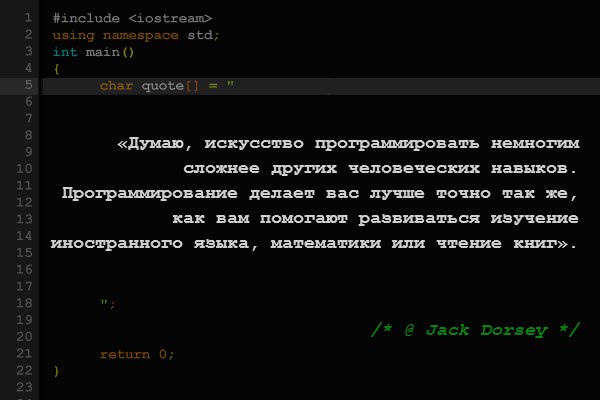 1 #include <iostream>
2 using namespace std;
3 int main()
4 {
5 char quote[] = "
6
7
8 «Думаю, искусство программировать немногим
9
10 сложнее других человеческих навыков.
11 Программирование делает вас лучше точно так же,
12
13 как вам помогают развиваться изучение
14 иностранного языка, математики или чтение книг».
15
16
17
18 ";
19
20 /* @ Jack Dorsey */
21 return 0;
22 }
23